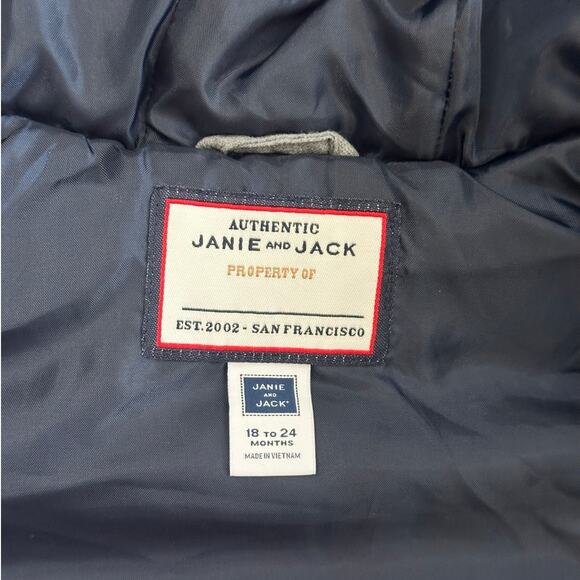 AUTHENTIC
JANIE AND JACK
PROPERTY OF
EST.2002 - SAN FRANCISCO
JANIE
AND
JACK®
18 TO 24
MONTHS
MADE IN VIETNAM